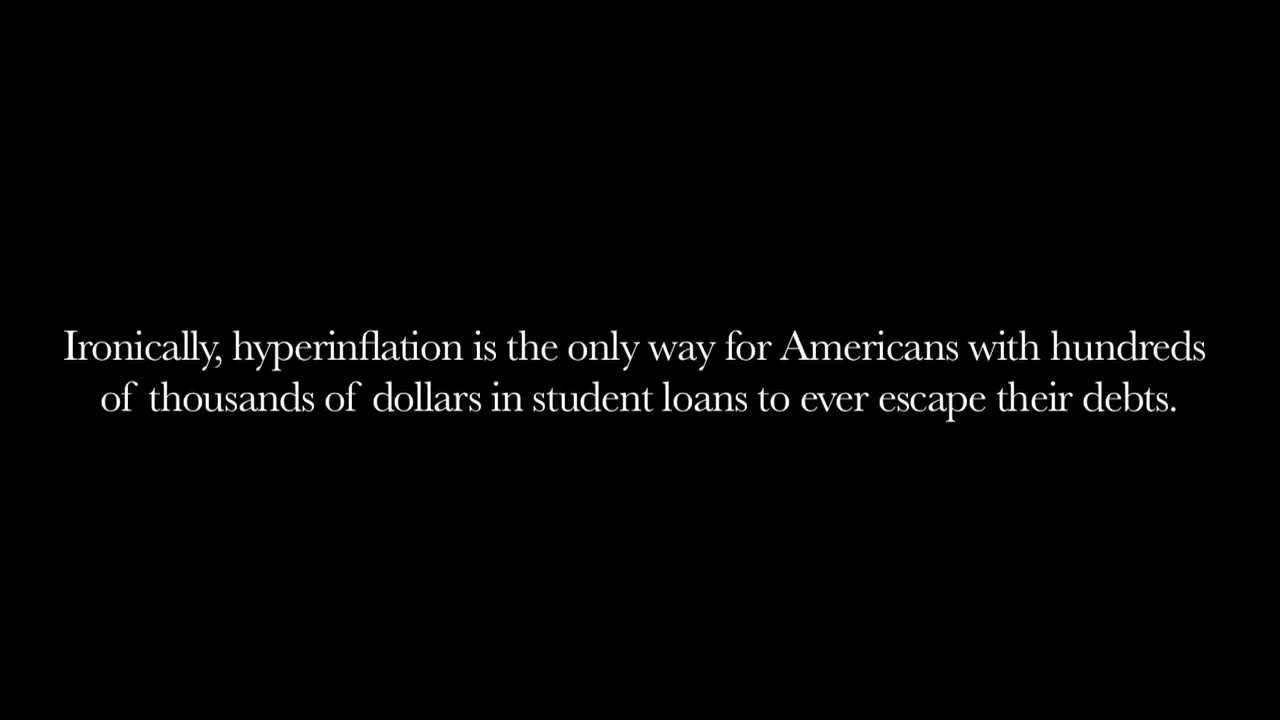 Ironically, hyperinflation is the only way for Americans with hundreds
of thousands of dollars in student loans to ever escape their debts.